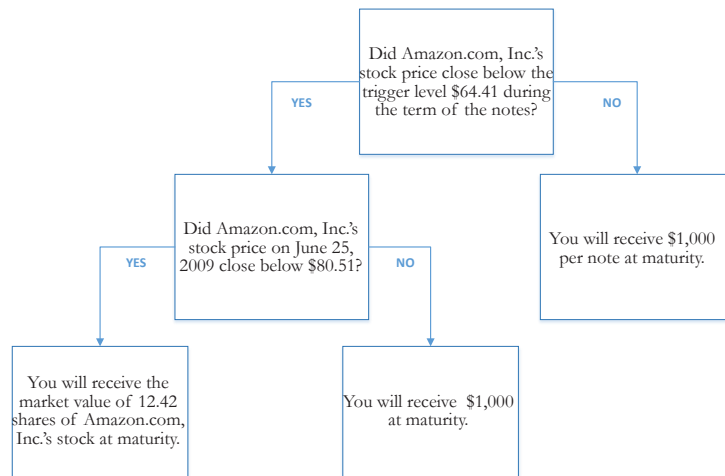 Did Amazon.com, Inc.'s
stock price close below the
trigger level $64.41 during
the term of the notes?
YES
NO
Did Amazon.com, Inc.'s
stock price on June 25,
2009 close below $80.51?
You will receive $1,000
per note at maturity.
YES
NO
You will receive the
market value of 12.42
shares of Amazon.com,
Inc.'s stock at maturity.
You will receive $1,000
at maturity.